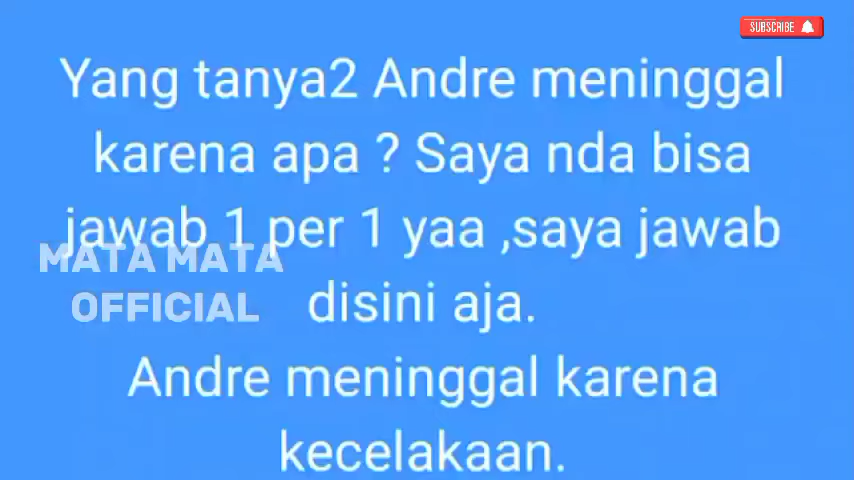 SUBSCRIBE
Yang tanya2 Andre meninggal
karena apa ? Saya nda bisa
jawab 1 per 1 yaa ,saya jawab
MATA MATA
OFFICIAL
disini aja.
Andre meninggal karena
kecelakaan.